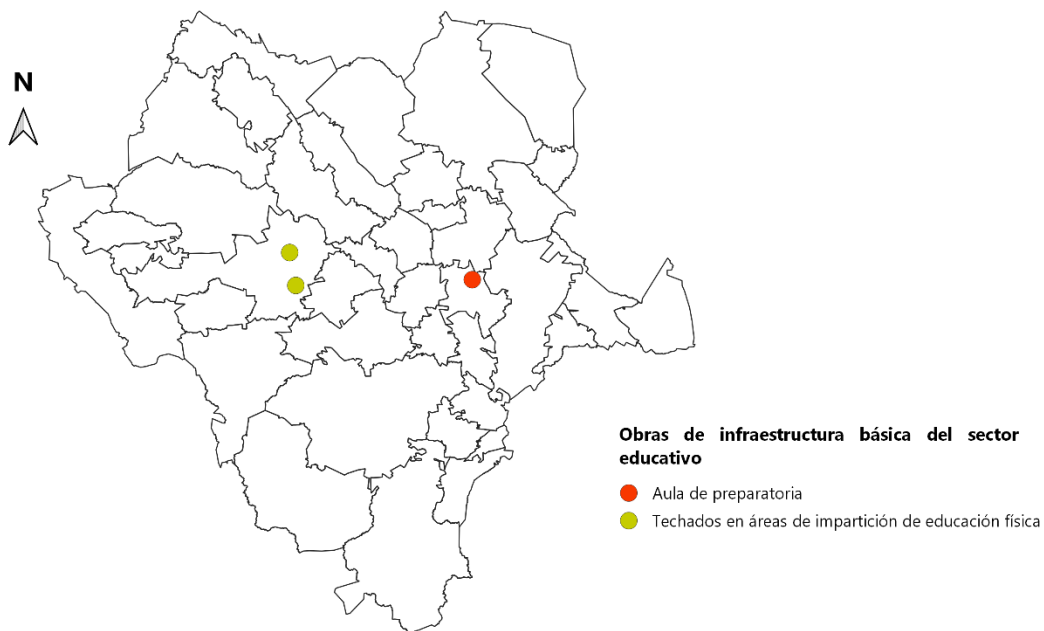 N
Obras de infraestructura básica del sector
educativo
Aula de preparatoria
Techados en áreas de impartición de educación física